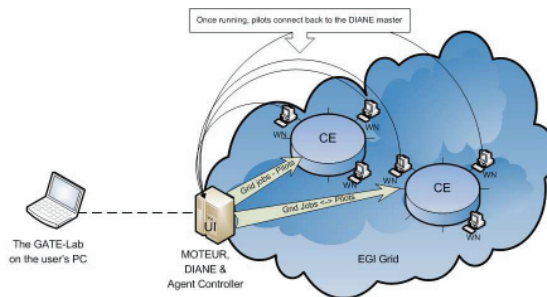 Once running, pilots connect back to the DIANE master
WN
WN
CE
WN
WN
WN
CE
WN
Grid jobs - Pilots
Grid Jobs <-> Pilots
UI
The GATE-Lab
on the user's PC
MOTEUR,
DIANE &
Agent Controller
EGI Grid